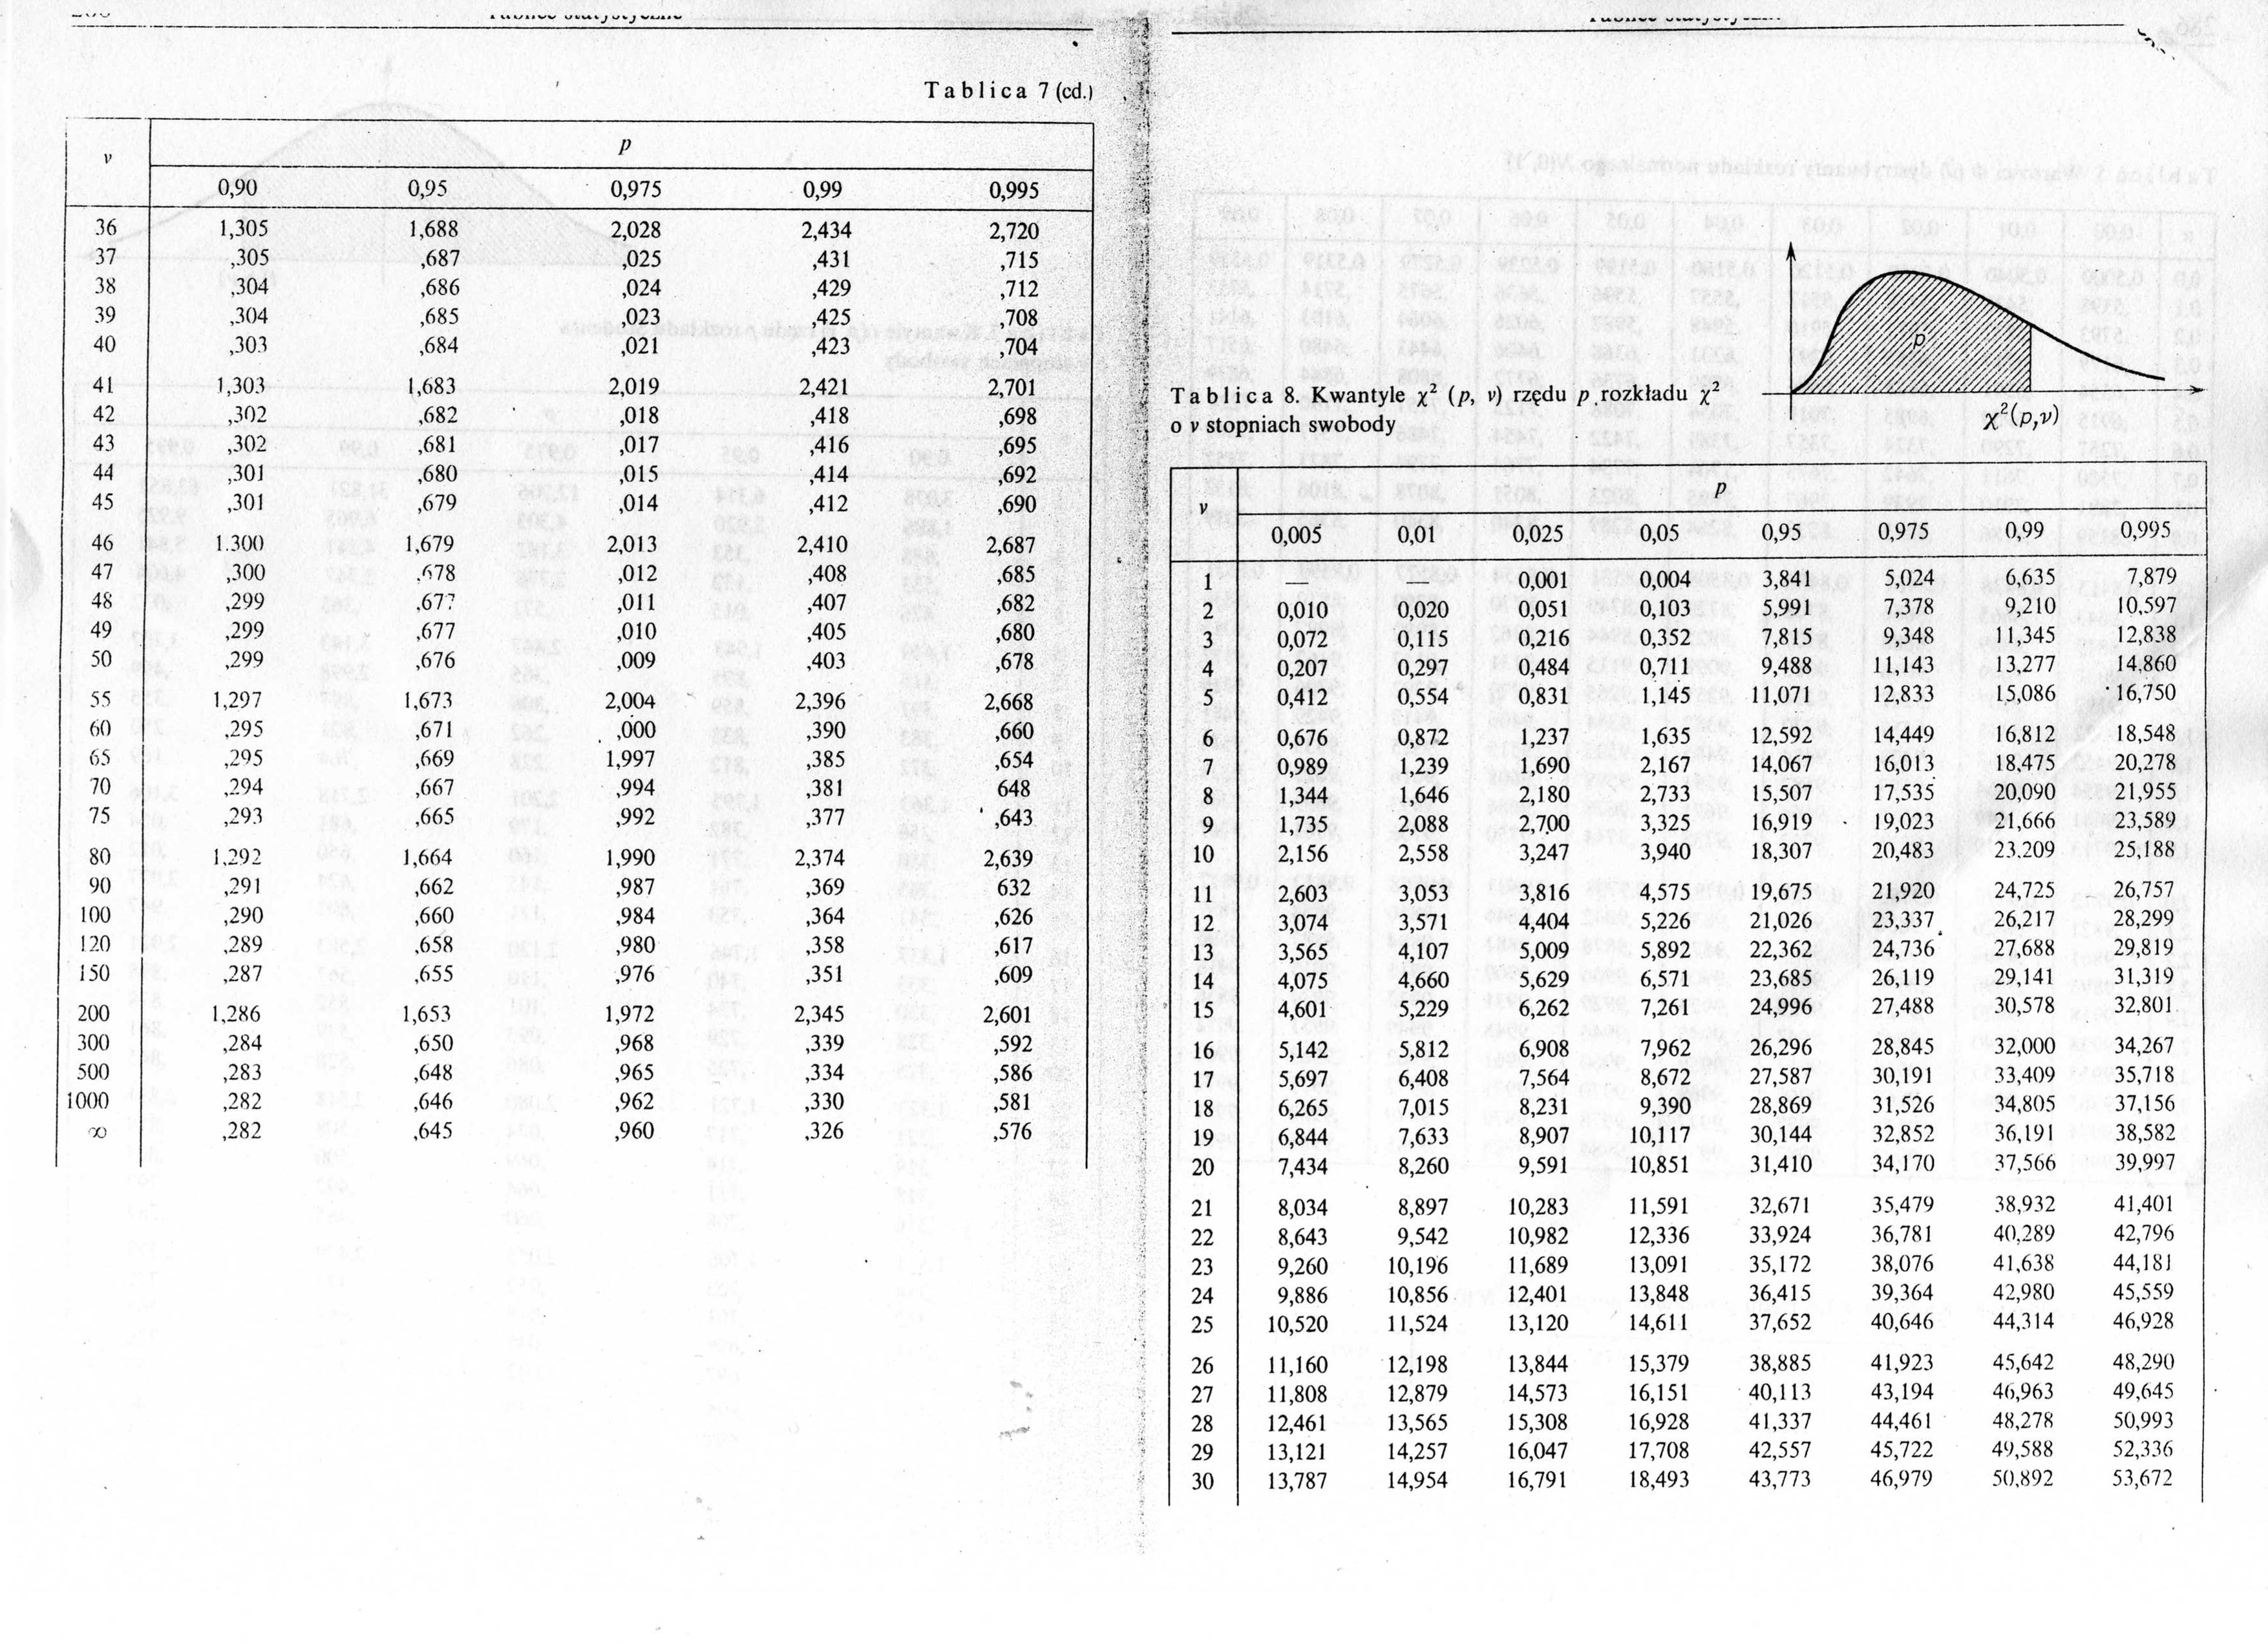 Tablica 7 (cd.)
ν
p
0,90 0,95 0,975 0,99 0,995
36 1,305 1,688 2,028 2,434 2,720
37 ,305 ,687 ,025 ,431 ,715
38 ,304 ,686 ,024 ,429 ,712
39 ,304 ,685 ,023 ,425 ,708
40 ,303 ,684 ,021 ,423 ,704
41 1,303 1,683 2,019 2,421 2,701
42 ,302 ,682 ,018 ,418 ,698
43 ,302 ,681 ,017 ,416 ,695
44 ,301 ,680 ,015 ,414 ,692
45 ,301 ,679 ,014 ,412 ,690
46 1.300 1,679 2,013 2,410 2,687
47 ,300 ,678 ,012 ,408 ,685
48 ,299 ,677 ,011 ,407 ,682
49 ,299 ,677 ,010 ,405 ,680
50 ,299 ,676 ,009 ,403 ,678
55 1,297 1,673 2,004 2,396 2,668
60 ,295 ,671 ,000 ,390 ,660
65 ,295 ,669 1,997 ,385 ,654
70 ,294 ,667 ,994 ,381 648
75 ,293 ,665 ,992 ,377 ,643
80 1,292 1,664 1,990 2,374 2,639
90 ,291 ,662 ,987 ,369 632
100 ,290 ,660 ,984 ,364 ,626
120 ,289 ,658 ,980 ,358 ,617
150 ,287 ,655 ,976 ,351 ,609
200 1,286 1,653 1,972 2,345 2,601
300 ,284 ,650 ,968 ,339 ,592
500 ,283 ,648 ,965 ,334 ,586
1000 ,282 ,646 ,962 ,330 ,581
∞ ,282 ,645 ,960 ,326 ,576
p
χ²(p,ν)
Tablica 8. Kwantyle χ² (p, ν) rzędu p rozkładu χ²
o ν stopniach swobody
ν
p
0,005 0,01 0,025 0,05 0,95 0,975 0,99 0,995
1 — — 0,001 0,004 3,841 5,024 6,635 7,879
2 0,010 0,020 0,051 0,103 5,991 7,378 9,210 10,597
3 0,072 0,115 0,216 0,352 7,815 9,348 11,345 12,838
4 0,207 0,297 0,484 0,711 9,488 11,143 13,277 14,860
5 0,412 0,554 0,831 1,145 11,071 12,833 15,086 16,750
6 0,676 0,872 1,237 1,635 12,592 14,449 16,812 18,548
7 0,989 1,239 1,690 2,167 14,067 16,013 18,475 20,278
8 1,344 1,646 2,180 2,733 15,507 17,535 20,090 21,955
9 1,735 2,088 2,700 3,325 16,919 19,023 21,666 23,589
10 2,156 2,558 3,247 3,940 18,307 20,483 23.209 25,188
11 2,603 3,053 3,816 4,575 19,675 21,920 24,725 26,757
12 3,074 3,571 4,404 5,226 21,026 23,337 26,217 28,299
13 3,565 4,107 5,009 5,892 22,362 24,736 27,688 29,819
14 4,075 4,660 5,629 6,571 23,685 26,119 29,141 31,319
15 4,601 5,229 6,262 7,261 24,996 27,488 30,578 32,801
16 5,142 5,812 6,908 7,962 26,296 28,845 32,000 34,267
17 5,697 6,408 7,564 8,672 27,587 30,191 33,409 35,718
18 6,265 7,015 8,231 9,390 28,869 31,526 34,805 37,156
19 6,844 7,633 8,907 10,117 30,144 32,852 36,191 38,582
20 7,434 8,260 9,591 10,851 31,410 34,170 37,566 39,997
21 8,034 8,897 10,283 11,591 32,671 35,479 38,932 41,401
22 8,643 9,542 10,982 12,336 33,924 36,781 40,289 42,796
23 9,260 10,196 11,689 13,091 35,172 38,076 41,638 44,181
24 9,886 10,856 12,401 13,848 36,415 39,364 42,980 45,559
25 10,520 11,524 13,120 14,611 37,652 40,646 44,314 46,928
26 11,160 12,198 13,844 15,379 38,885 41,923 45,642 48,290
27 11,808 12,879 14,573 16,151 40,113 43,194 46,963 49,645
28 12,461 13,565 15,308 16,928 41,337 44,461 48,278 50,993
29 13,121 14,257 16,047 17,708 42,557 45,722 49,588 52,336
30 13,787 14,954 16,791 18,493 43,773 46,979 50,892 53,672